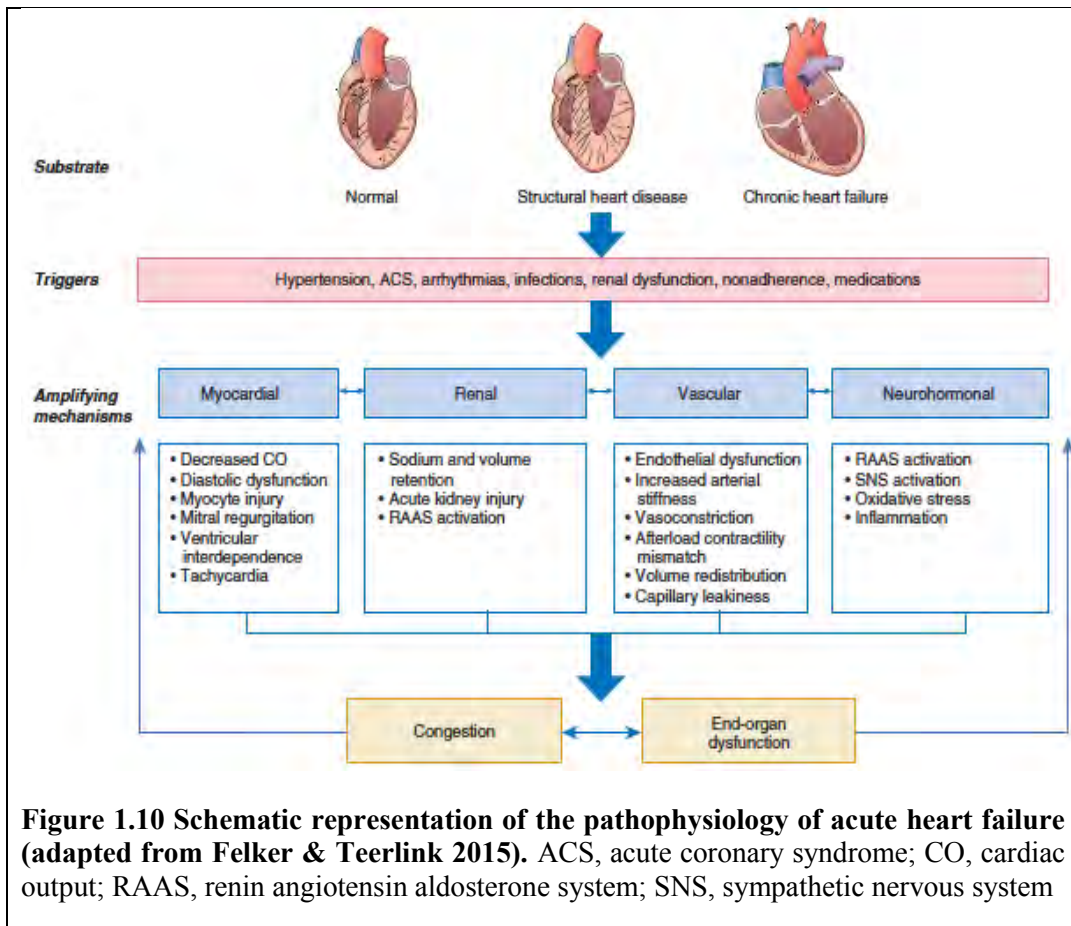 Substrate
Normal
Structural heart disease
Chronic heart failure
Triggers
Hypertension, ACS, arrhythmias, infections, renal dysfunction, nonadherence, medications
Amplifying
mechanisms
Myocardial
Renal
Vascular
Neurohormonal
• Decreased CO
• Diastolic dysfunction
• Myocyte injury
• Mitral regurgitation
• Ventricular
interdependence
• Tachycardia
• Sodium and volume
retention
• Acute kidney injury
• RAAS activation
• Endothelial dysfunction
• Increased arterial
stiffness
• Vasoconstriction
• Afterload contractility
mismatch
• Volume redistribution
• Capillary leakiness
• RAAS activation
• SNS activation
• Oxidative stress
• Inflammation
Congestion
End-organ
dysfunction
Figure 1.10 Schematic representation of the pathophysiology of acute heart failure
(adapted from Felker & Teerlink 2015). ACS, acute coronary syndrome; CO, cardiac
output; RAAS, renin angiotensin aldosterone system; SNS, sympathetic nervous system